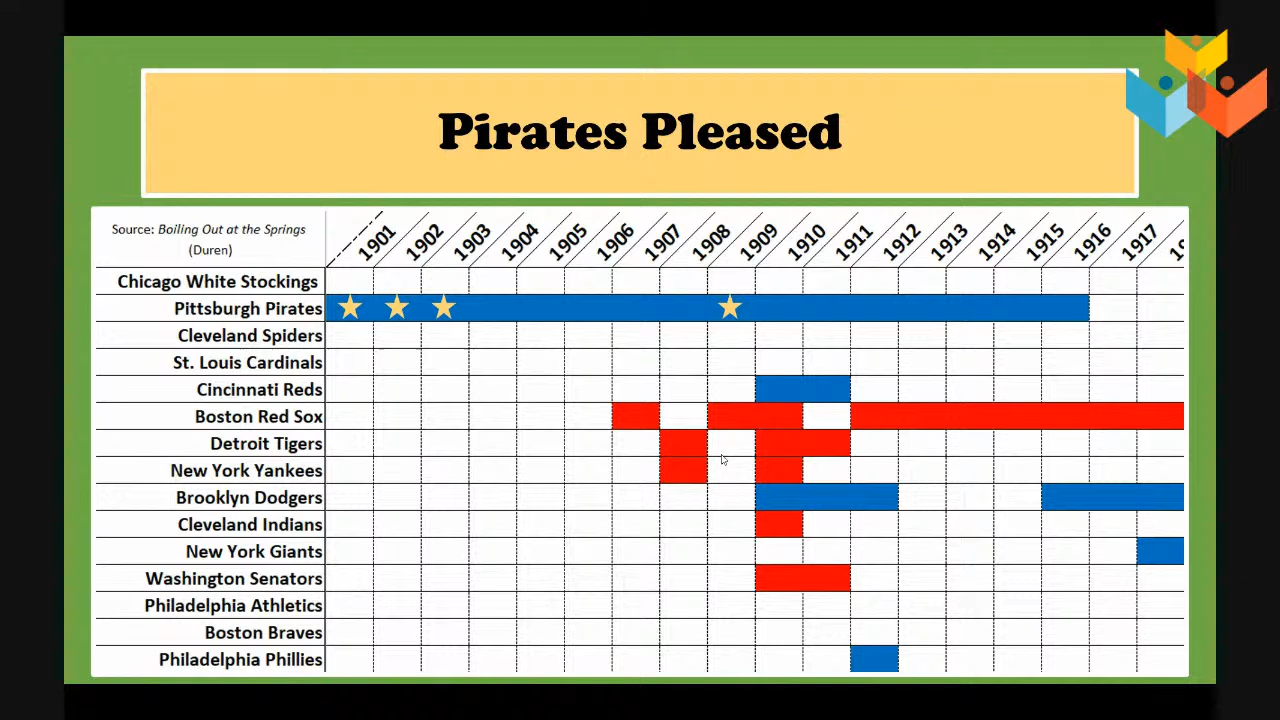 Pirates Pleased
Source: Boiling Out at the Springs
(Duren)
1901 1902 1903 1904 1905 1906 1907 1908 1909 1910 1911 1912 1913 1914 1915 1916 1917
Chicago White Stockings
Pittsburgh Pirates
Cleveland Spiders
St. Louis Cardinals
Cincinnati Reds
Boston Red Sox
Detroit Tigers
New York Yankees
Brooklyn Dodgers
Cleveland Indians
New York Giants
Washington Senators
Philadelphia Athletics
Boston Braves
Philadelphia Phillies